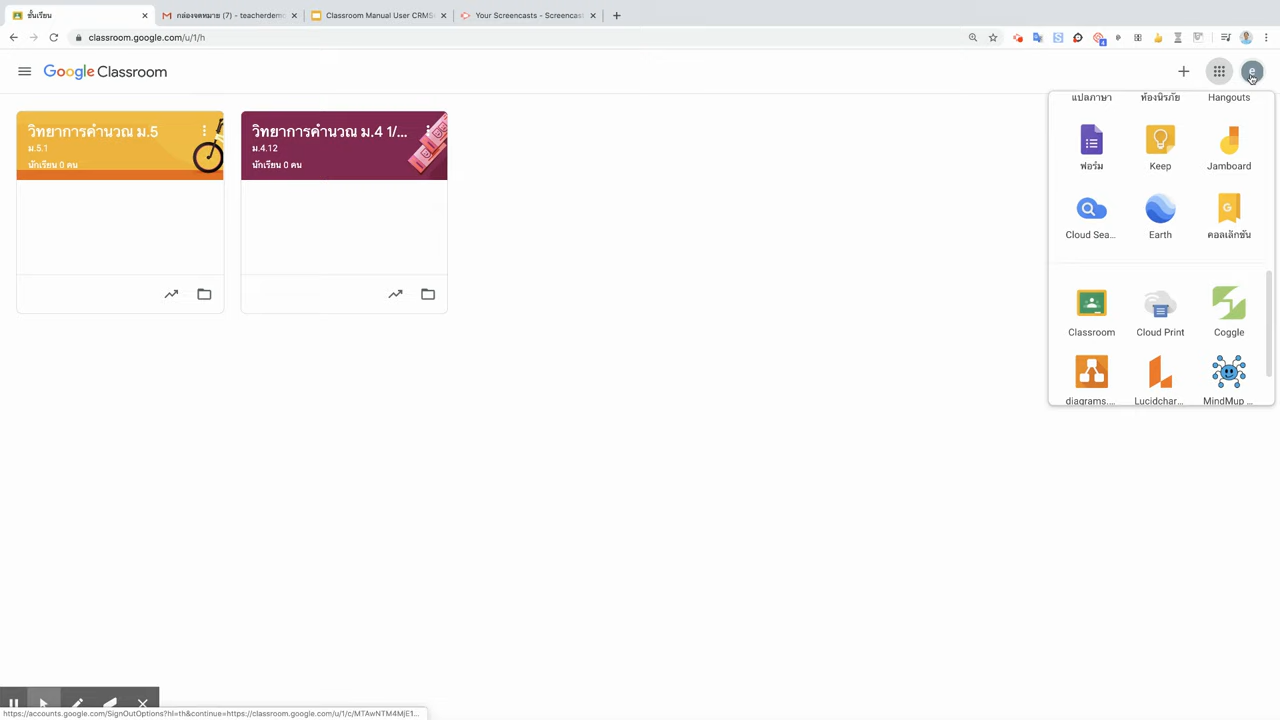 ชั้นเรียน
กล่องจดหมาย (7) - teacherdem
Classroom Manual User CRMS
Your Screencasts - Screencast
classroom.google.com/u/1/h
Google Classroom
e
วิทยาการคำนวณ ม.5
ม.5.1
นักเรียน 0 คน
วิทยาการคำนวณ ม.4 1/...
ม.4.12
นักเรียน 0 คน
แปลภาษา ห้องนิรภัย Hangouts
ฟอร์ม Keep Jamboard
Cloud Sea... Earth คอลเล็กชัน
Classroom Cloud Print Coggle
diagrams.... Lucidchar... MindMup ...
https://accounts.google.com/SignOutOptions?hl=th&continue=https://classroom.google.com/u/1/c/MTAwNTM4MjE1...